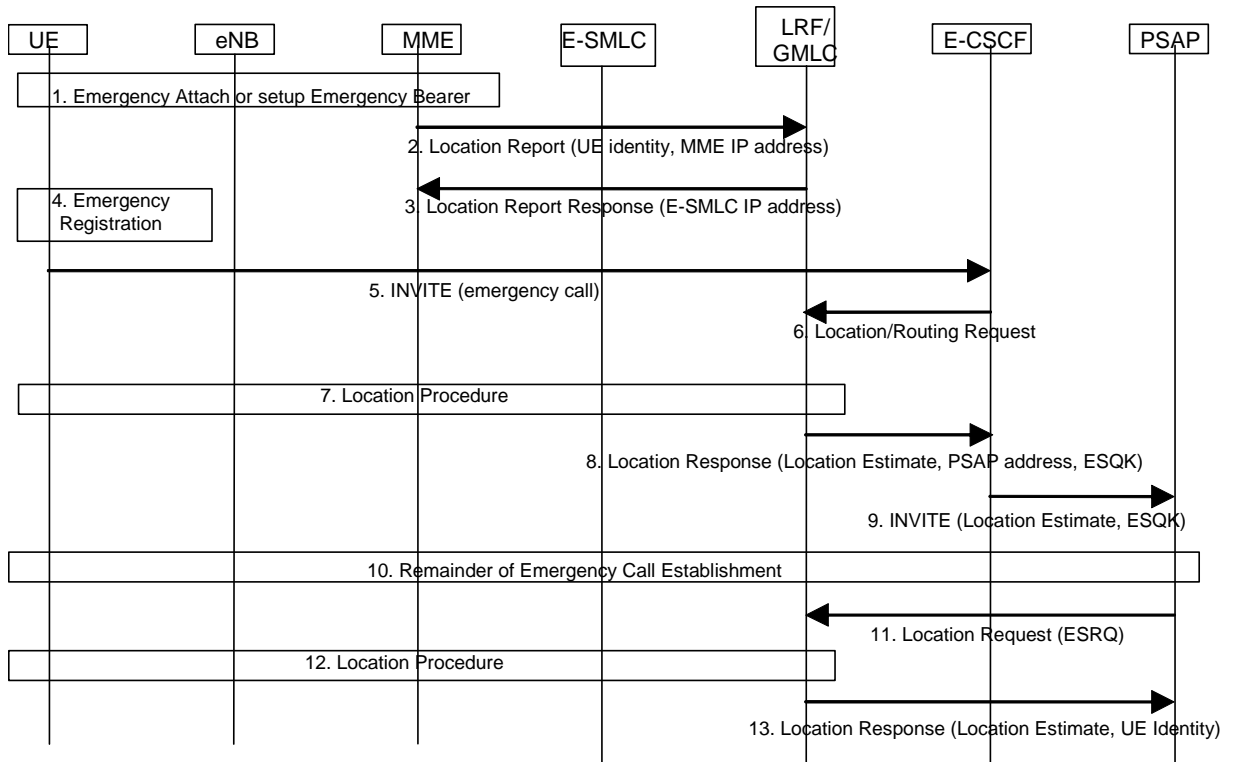 UE
eNB
MME
E-SMLC
LRF/
GMLC
E-CSCF
PSAP
1. Emergency Attach or setup Emergency Bearer
2. Location Report (UE identity, MME IP address)
3. Location Report Response (E-SMLC IP address)
4. Emergency
Registration
5. INVITE (emergency call)
6. Location/Routing Request
7. Location Procedure
8. Location Response (Location Estimate, PSAP address, ESQK)
9. INVITE (Location Estimate, ESQK)
10. Remainder of Emergency Call Establishment
11. Location Request (ESRQ)
12. Location Procedure
13. Location Response (Location Estimate, UE Identity)